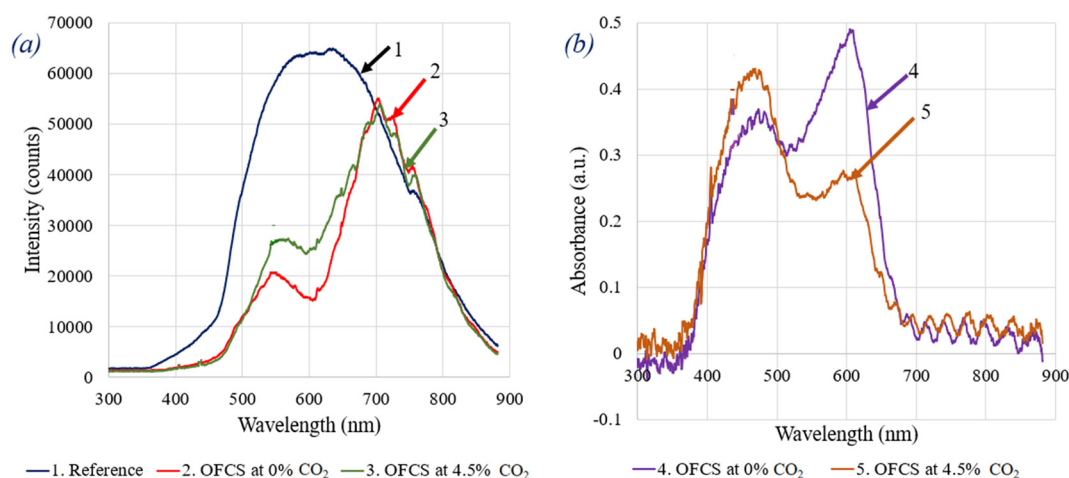 (a)
70000
60000
50000
40000
30000
20000
10000
0
Intensity (counts)
1
2
3
300 400 500 600 700 800 900
Wavelength (nm)
1. Reference 2. OFCS at 0% CO₂ 3. OFCS at 4.5% CO₂
(b)
0.5
0.4
0.3
0.2
0.1
0
-0.1
Absorbance (a.u.)
4
5
300 400 500 600 700 800 900
Wavelength (nm)
4. OFCS at 0% CO₂ 5. OFCS at 4.5% CO₂